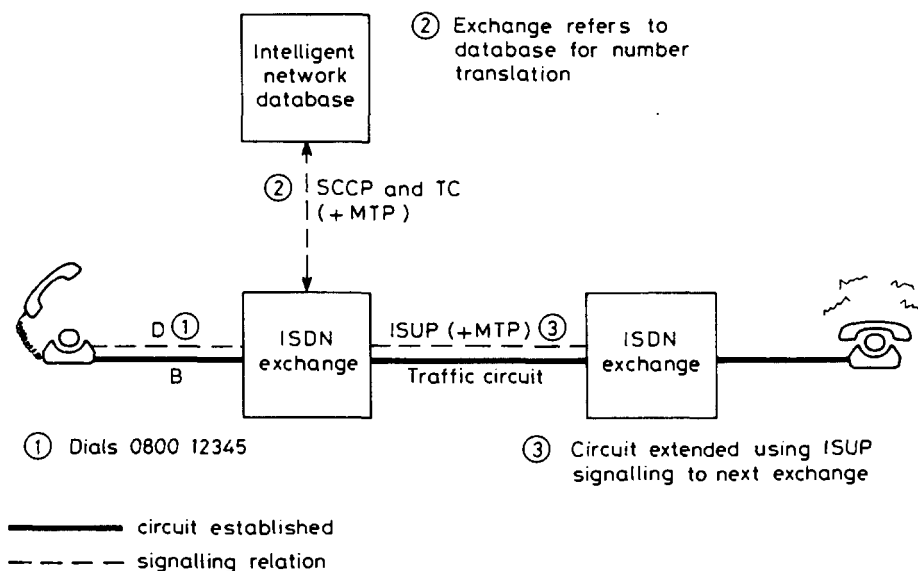 ② Exchange refers to
database for number
translation
Intelligent
network
database
② SCCP and TC
(+MTP)
D ①
B
ISDN
exchange
ISUP (+MTP) ③
Traffic circuit
ISDN
exchange
① Dials 0800 12345
③ Circuit extended using ISUP
signalling to next exchange
circuit established
signalling relation